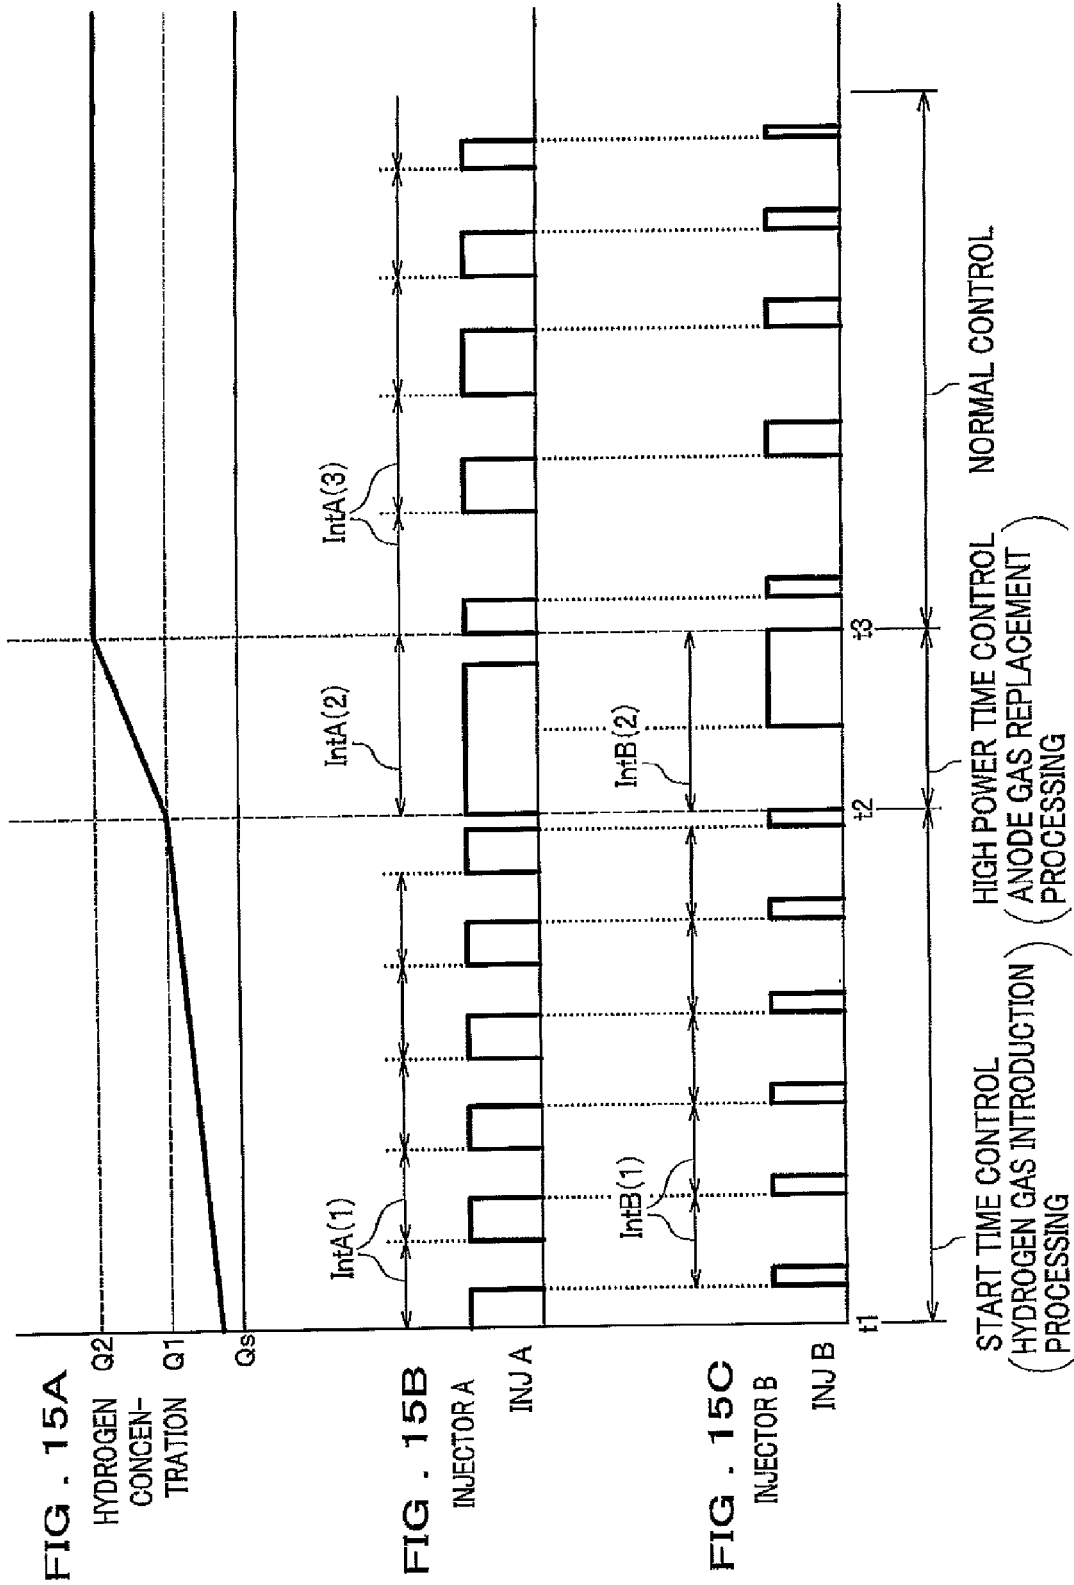 FIG. 15A
HYDROGEN
CONCEN-
TRATION
Q2
Q1
Qs
FIG. 15B
INJECTOR A
INJ A
IntA(1)
IntA(2)
IntA(3)
FIG. 15C
INJECTOR B
INJ B
IntB(1)
IntB(2)
t1
t2
t3
START TIME CONTROL
(HYDROGEN GAS INTRODUCTION
PROCESSING)
HIGH POWER TIME CONTROL
(ANODE GAS REPLACEMENT
PROCESSING)
NORMAL CONTROL